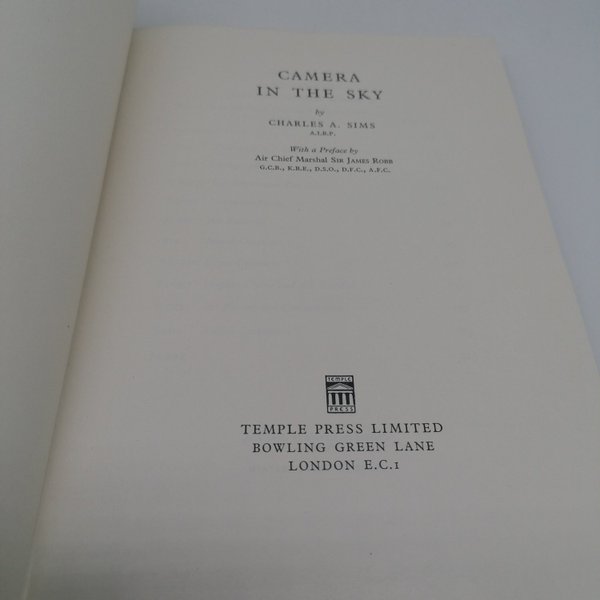 CAMERA
IN THE SKY
by
CHARLES A. SIMS
A.I.B.P.
With a Preface by
Air Chief Marshal SIR JAMES ROBB
G.C.B., K.B.E., D.S.O., D.F.C., A.F.C.
TEMPLE
PRESS
TEMPLE PRESS LIMITED
BOWLING GREEN LANE
LONDON E.C.1